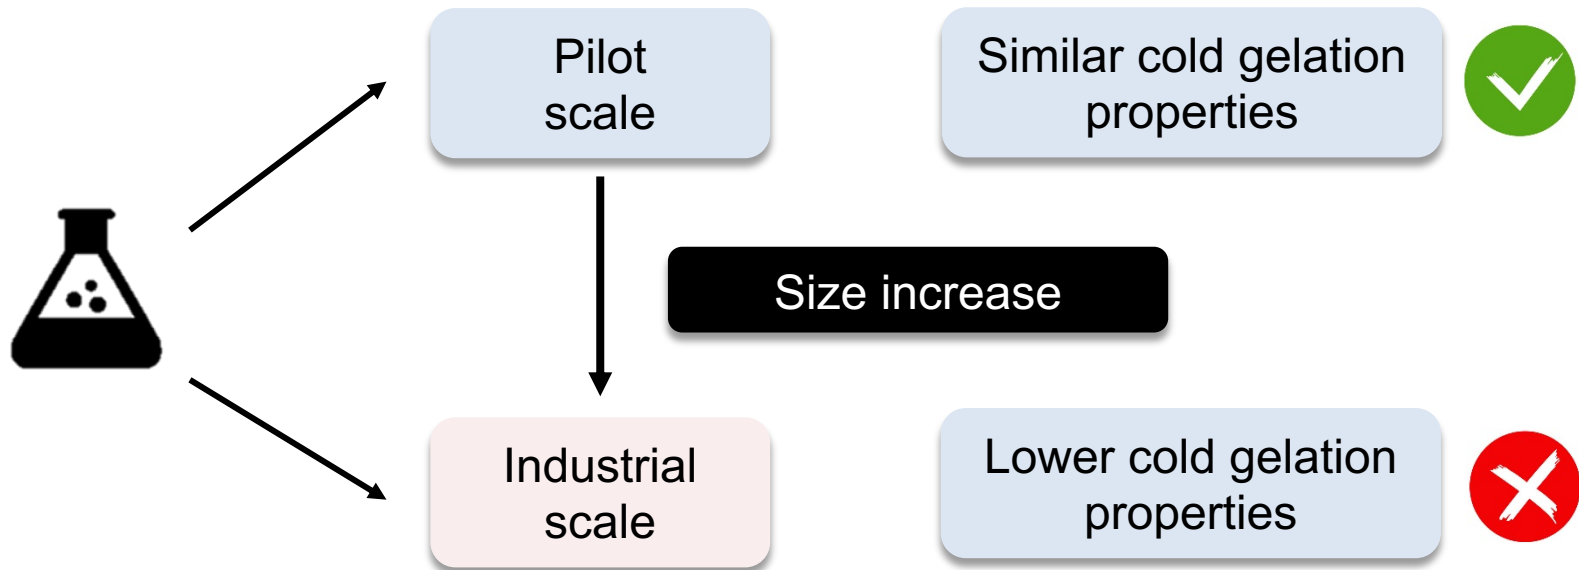 Pilot
scale
Similar cold gelation
properties
Size increase
Industrial
scale
Lower cold gelation
properties